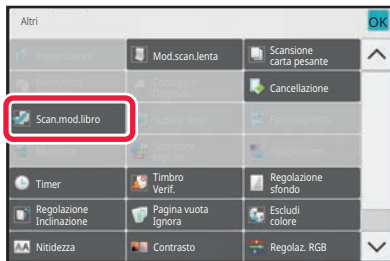 Altri
OK
Mod.scan.lenta
Scansione
carta pesante
Cancellazione
Scan.mod.libro
Timer
Timbro
Verif.
Regolazione
sfondo
Regolazione
Inclinazione
Pagina vuota
Ignora
Escludi
colore
AA
Nitidezza
Contrasto
Regolaz. RGB